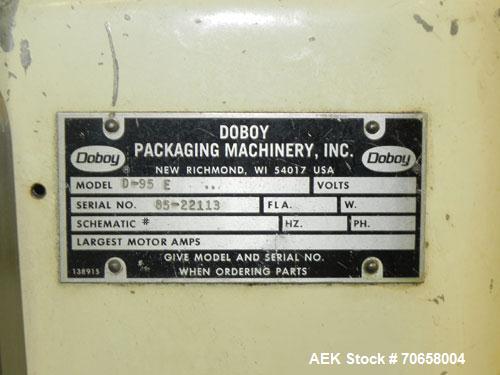 DOBOY
PACKAGING MACHINERY, INC.
Doboy
Doboy
NEW RICHMOND, WI 54017 USA
MODEL D-95 E VOLTS
SERIAL NO. 85-22113 FLA. W.
SCHEMATIC # HZ. PH.
LARGEST MOTOR AMPS
GIVE MODEL AND SERIAL NO.
138915 WHEN ORDERING PARTS
AEK Stock # 70658004